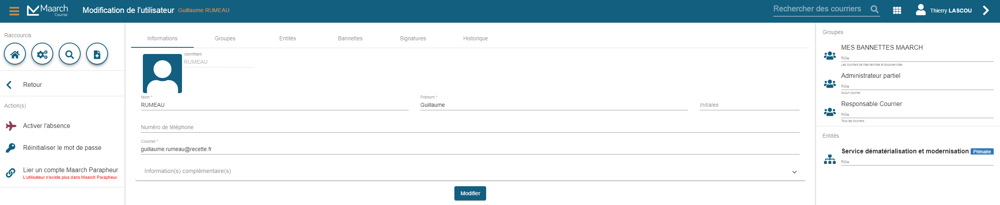 Maarch
Courrier
Modification de l'utilisateur Guillaume RUMEAU
Rechercher des courriers
Thierry LASCOU
Raccourcis
Retour
Action(s)
Activer l'absence
Réinitialiser le mot de passe
Lier un compte Maarch Parapheur
L'utilisateur n'existe plus dans Maarch Parapheur.
Informations Groupes Entités Bannettes Signatures Historique
Identifiant
RUMEAU
Nom * Prénom *
RUMEAU Guillaume Initiales
Numéro de téléphone
Courriel *
guillaume.rumeau@recette.fr
Information(s) complémentaire(s)
Modifier
Groupes
MES BANNETTES MAARCH
Rôle
Les courriers de mes services et sous-services
Administrateur partiel
Rôle
Aucun courrier
Responsable Courrier
Rôle
Tous les courriers
Entités
Service dématérialisation et modernisation Primaire
Rôle